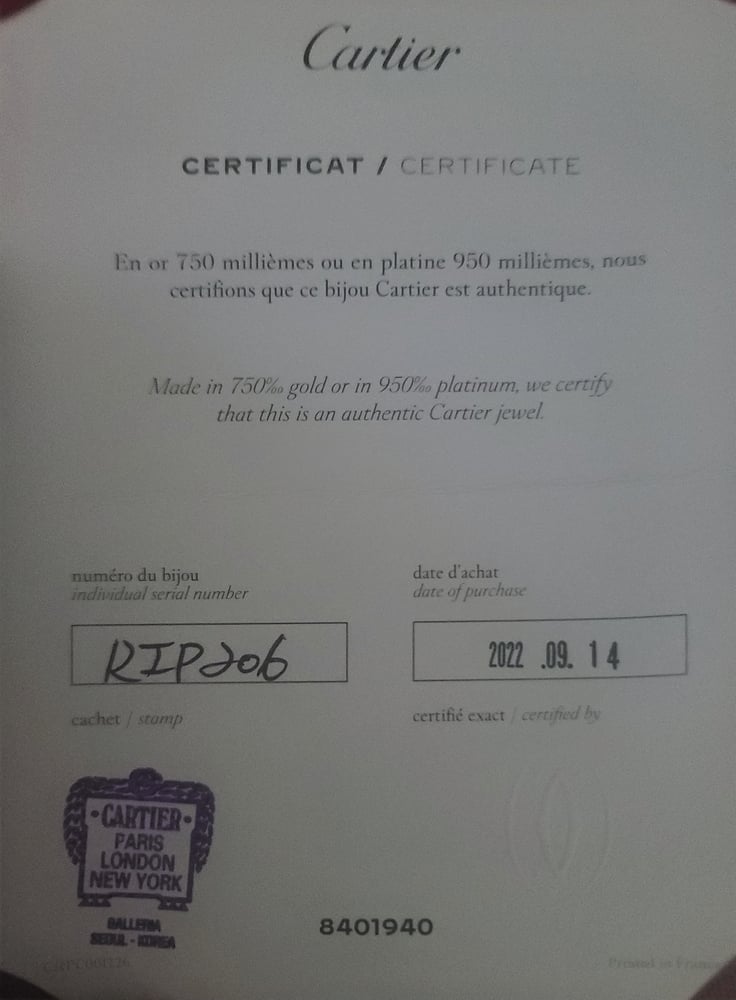 Cartier
CERTIFICAT / CERTIFICATE
En or 750 millièmes ou en platine 950 millièmes, nous
certifions que ce bijou Cartier est authentique.
Made in 750‰ gold or in 950‰ platinum, we certify
that this is an authentic Cartier jewel.
numéro du bijou
individual serial number
RIP206
date d'achat
date of purchase
2022 .09. 14
cachet / stamp
certifié exact / certified by
·CARTIER·
PARIS
LONDON
NEW YORK
GALLERIA
SEOUL - KOREA
8401940
Printed in France